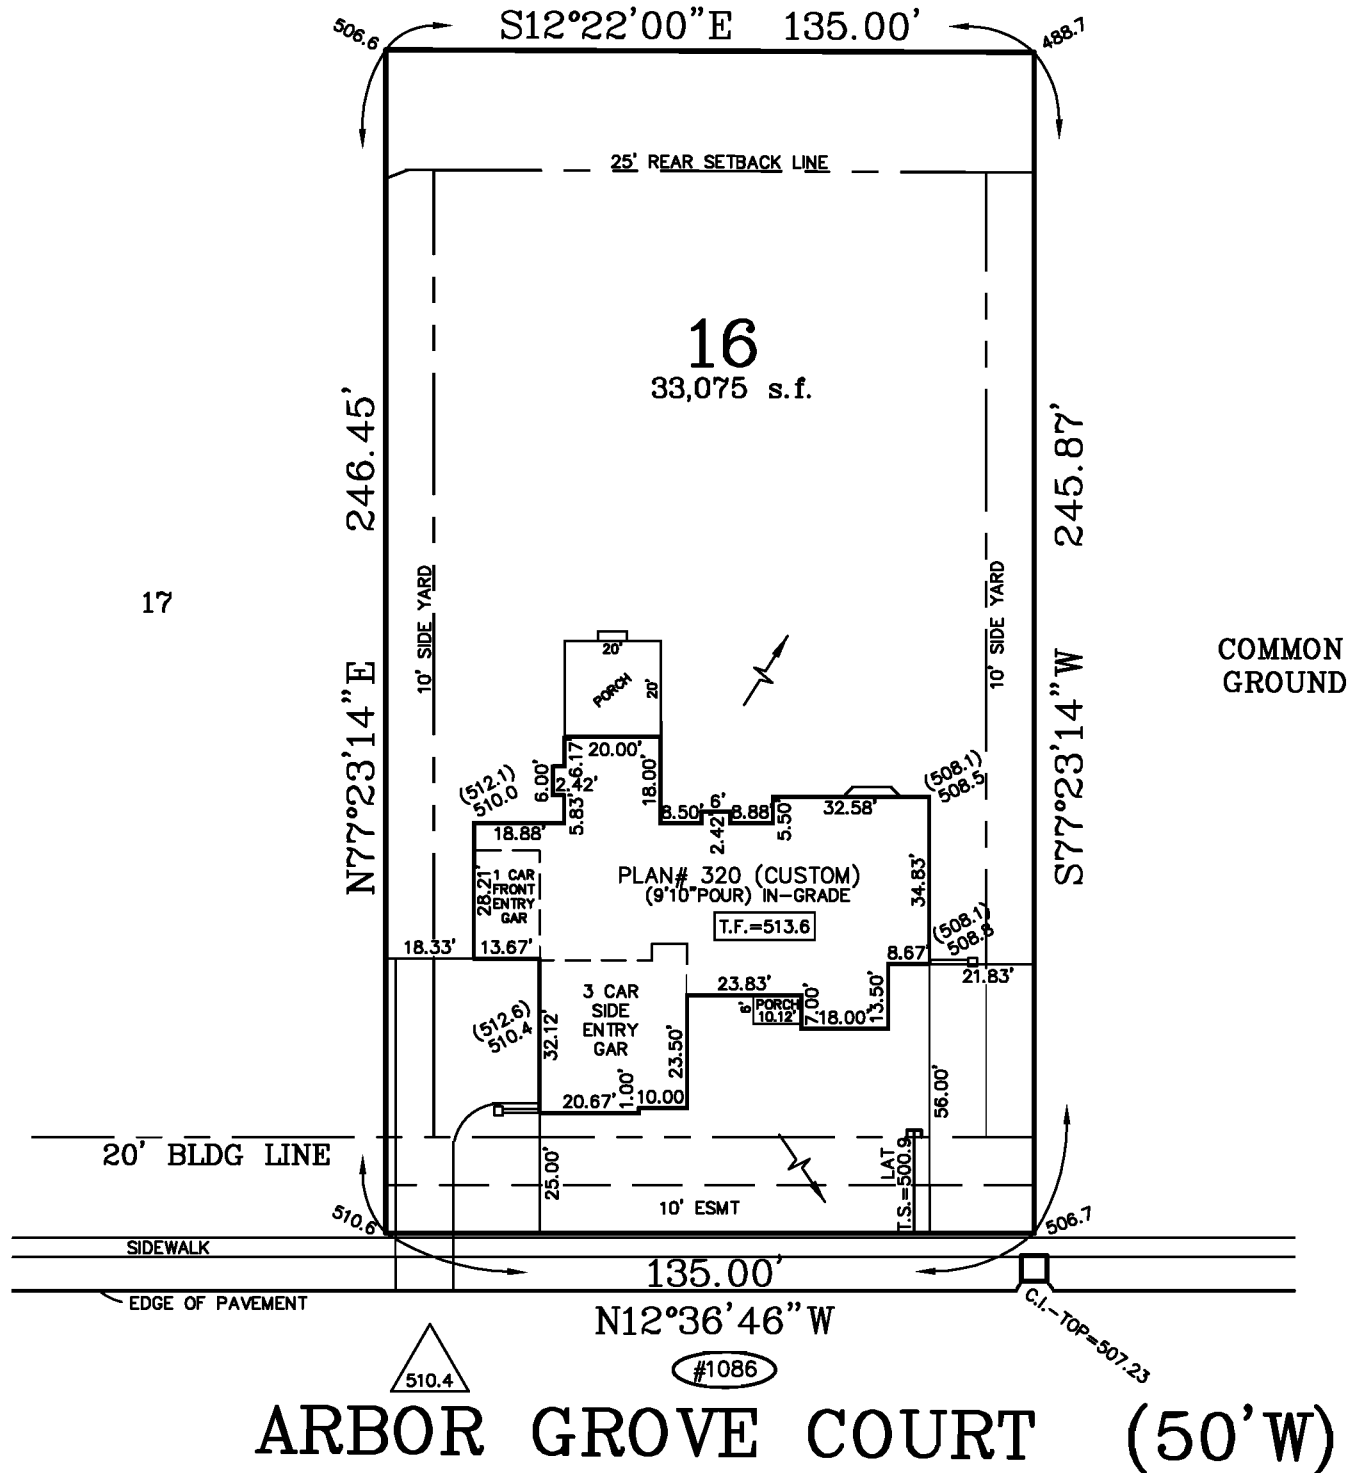 506.6
S12°22'00"E 135.00'
488.7
25' REAR SETBACK LINE
16
33,075 s.f.
246.45'
245.87'
10' SIDE YARD
10' SIDE YARD
17
COMMON
GROUND
N77°23'14"E
S77°23'14"W
20'
PORCH
20'
20.00'
6.17'
6.00'
2.42'
5.83'
18.00'
(512.1)
510.0
18.88'
8.50'
6'
2.42'
8.88'
5.50'
32.58'
(508.1)
508.5
34.83'
28.21'
1 CAR
FRONT
ENTRY
GAR
PLAN# 320 (CUSTOM)
(9'10"POUR) IN-GRADE
T.F.=513.6
(508.1)
508.8
18.33'
13.67'
8.67'
21.83'
23.83'
6'
PORCH
10.12'
7.00'
18.00'
13.50'
3 CAR
SIDE
ENTRY
GAR
(512.6)
510.4
32.12'
23.50'
20.67'
1.00'
10.00
56.00'
20' BLDG LINE
25.00'
LAT
T.S.=500.9
10' ESMT
510.6
506.7
SIDEWALK
135.00'
EDGE OF PAVEMENT
N12°36'46"W
C.I.-TOP=507.23
510.4
#1086
ARBOR GROVE COURT (50'W)